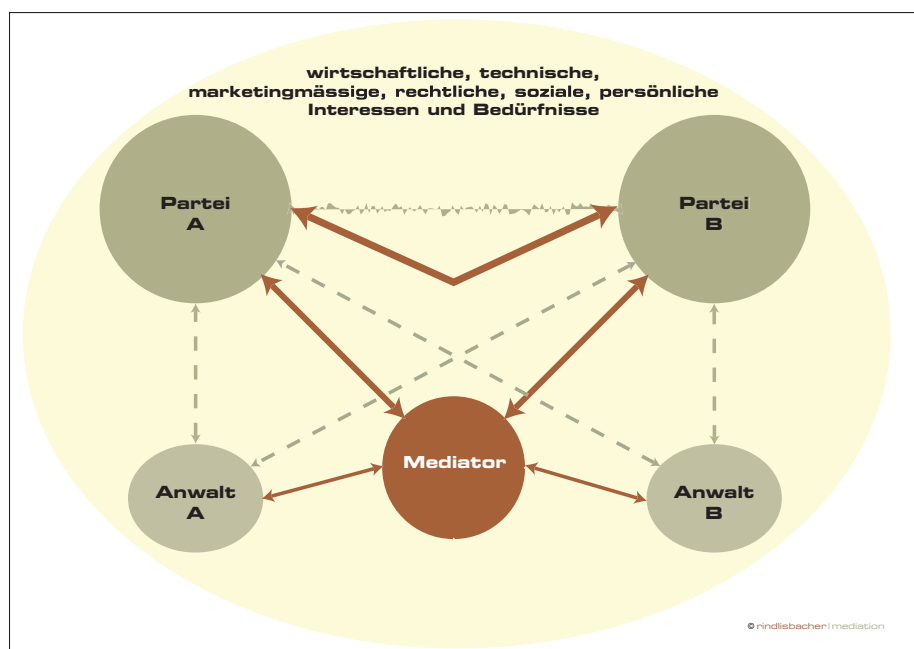 wirtschaftliche, technische,
marketingmässige, rechtliche, soziale, persönliche
Interessen und Bedürfnisse
Partei
A
Partei
B
Mediator
Anwalt
A
Anwalt
B
© rindlisbacher|mediation